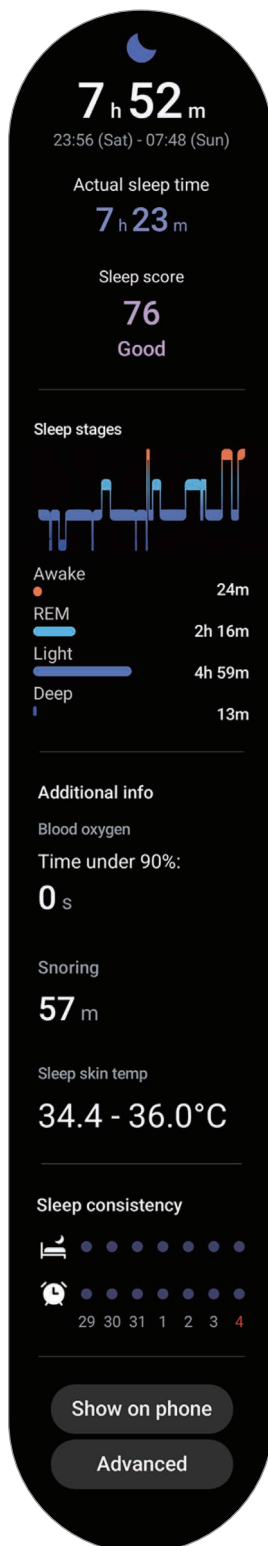 7 h 52 m
23:56 (Sat) - 07:48 (Sun)
Actual sleep time
7 h 23 m
Sleep score
76
Good
Sleep stages
Awake
24m
REM
2h 16m
Light
4h 59m
Deep
13m
Additional info
Blood oxygen
Time under 90%:
0 s
Snoring
57 m
Sleep skin temp
34.4 - 36.0°C
Sleep consistency
29 30 31 1 2 3 4
Show on phone
Advanced